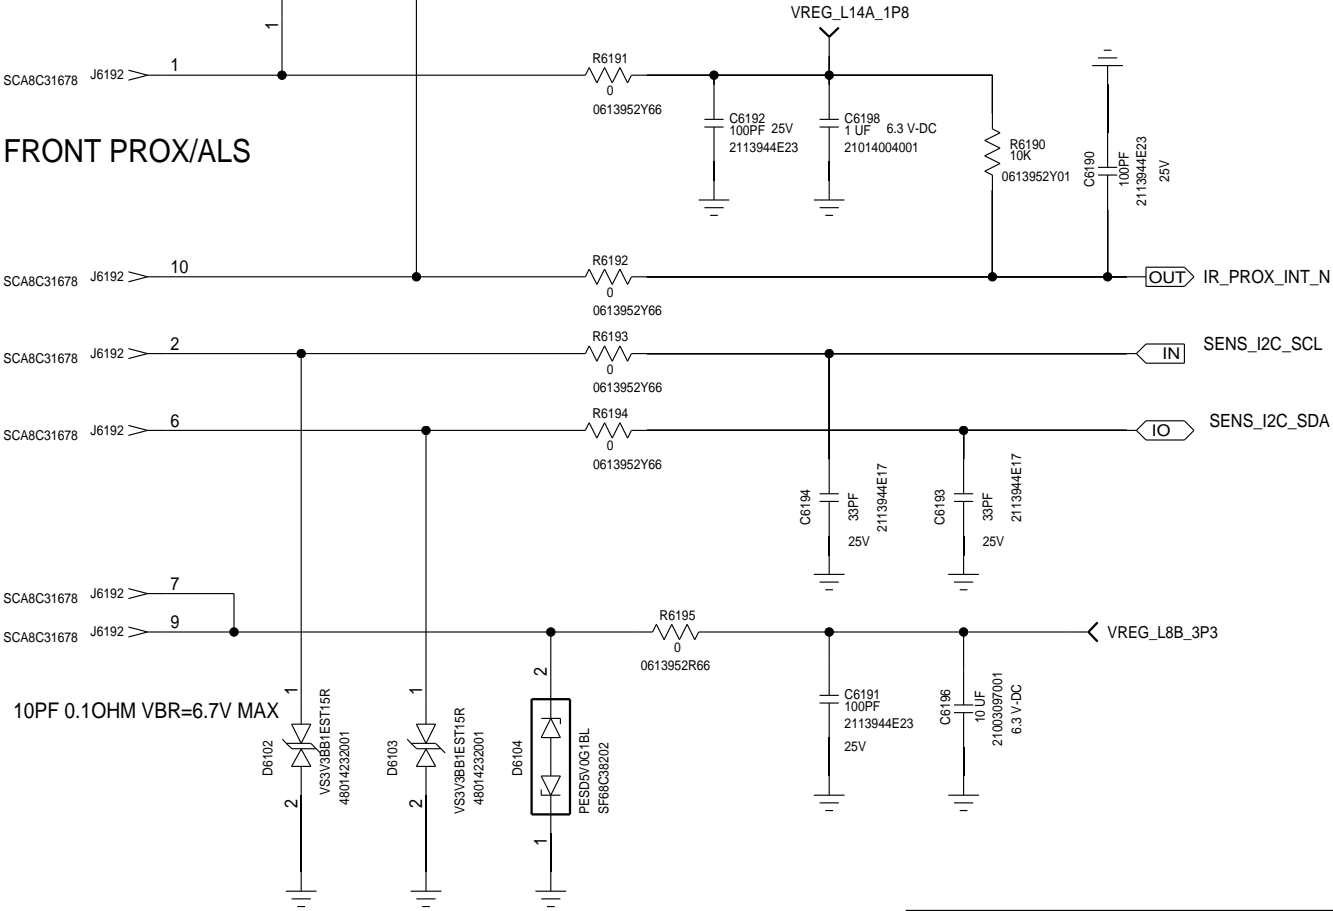 VREG_L14A_1P8
1
SCA8C31678 J6192 1
R6191
0
0613952Y66
C6192
100PF 25V
2113944E23
C6198
1 UF 6.3 V-DC
21014004001
R6190
10K
0613952Y01
C6190
100PF
2113944E23
25V
FRONT PROX/ALS
SCA8C31678 J6192 10
R6192
0
0613952Y66
OUT IR_PROX_INT_N
SCA8C31678 J6192 2
R6193
0
0613952Y66
IN SENS_I2C_SCL
SCA8C31678 J6192 6
R6194
0
0613952Y66
IO SENS_I2C_SDA
C6194
33PF
2113944E17
25V
C6193
33PF
2113944E17
25V
SCA8C31678 J6192 7
SCA8C31678 J6192 9
R6195
0
0613952R66
VREG_L8B_3P3
10PF 0.1OHM VBR=6.7V MAX
1
D6102
VS3V3BB1EST15R
48014232001
2
1
D6103
VS3V3BB1EST15R
48014232001
2
2
D6104
PESD5V0G1BL
SF68C38202
1
C6191
100PF
2113944E23
25V
C6196
10 UF
21003097001
6.3 V-DC